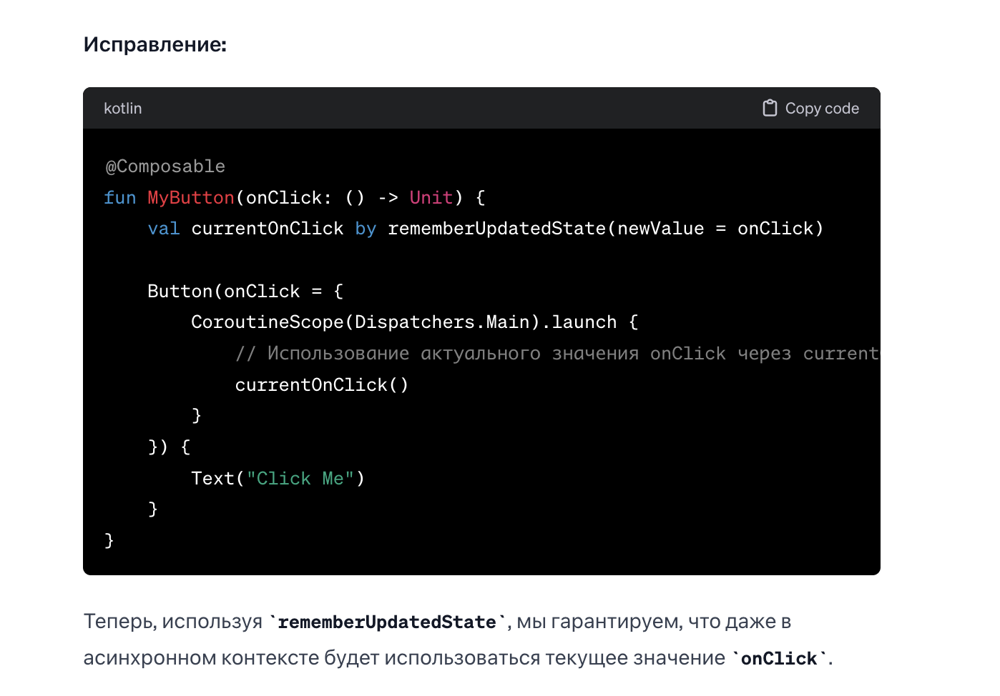 Исправление:
kotlin
Copy code
@Composable
fun MyButton(onClick: () -> Unit) {
    val currentOnClick by rememberUpdatedState(newValue = onClick)
    Button(onClick = {
        CoroutineScope(Dispatchers.Main).launch {
            // Использование актуального значения onClick через current
            currentOnClick()
        }
    }) {
        Text("Click Me")
    }
}
Теперь, используя `rememberUpdatedState`, мы гарантируем, что даже в
асинхронном контексте будет использоваться текущее значение `onClick`.